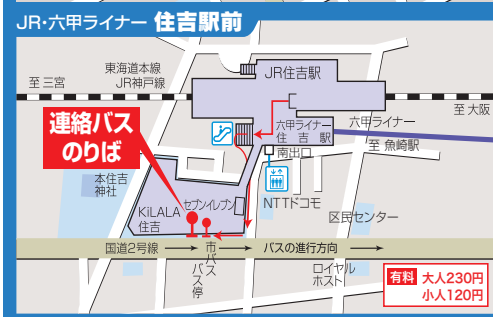 JR・六甲ライナー 住吉駅前
東海道本線
JR神戸線
至三宮
JR住吉駅
至大阪
連絡バス
のりば
六甲ライナー
住吉駅
六甲ライナー
至魚崎駅
南出口
本住吉
神社
NTTドコモ
KiLALA
住吉
セブンイレブン
区民センター
国道2号線
市バス
バス停
バスの進行方向
ロイヤル
ホスト
有料 大人230円
小人120円